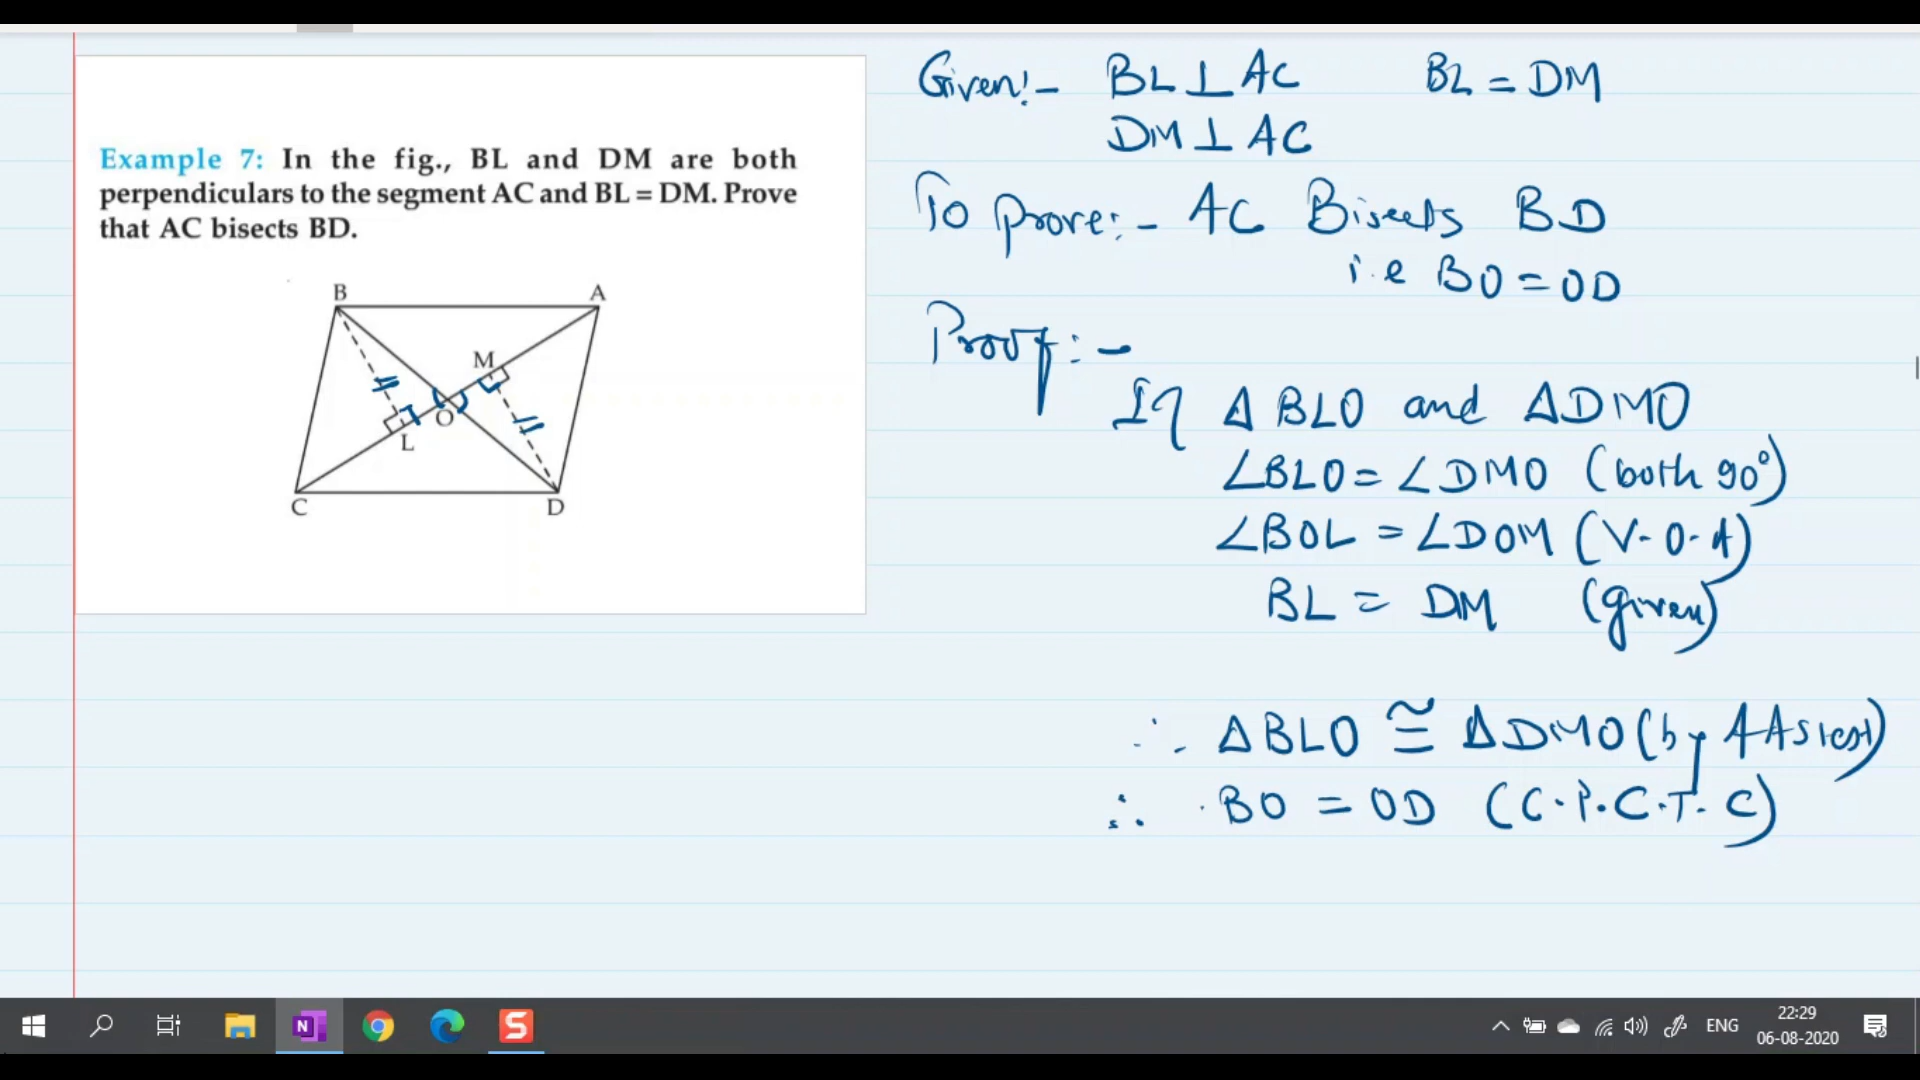 Example 7: In the fig., BL and DM are both
perpendiculars to the segment AC and BL = DM. Prove
that AC bisects BD.
B
A
M
O
L
C
D
Given:- BL ⊥ AC BL = DM
DM ⊥ AC
To prove:- AC Bisects BD
i.e BO = OD
Proof:-
In Δ BLO and ΔDMO
∠BLO = ∠DMO (both 90°)
∠BOL = ∠DOM (V.O.A)
BL = DM (given)
∴ ΔBLO ≅ ΔDMO (by AAS test)
∴ BO = OD (C.P.C.T.C)
ENG
22:29
06-08-2020